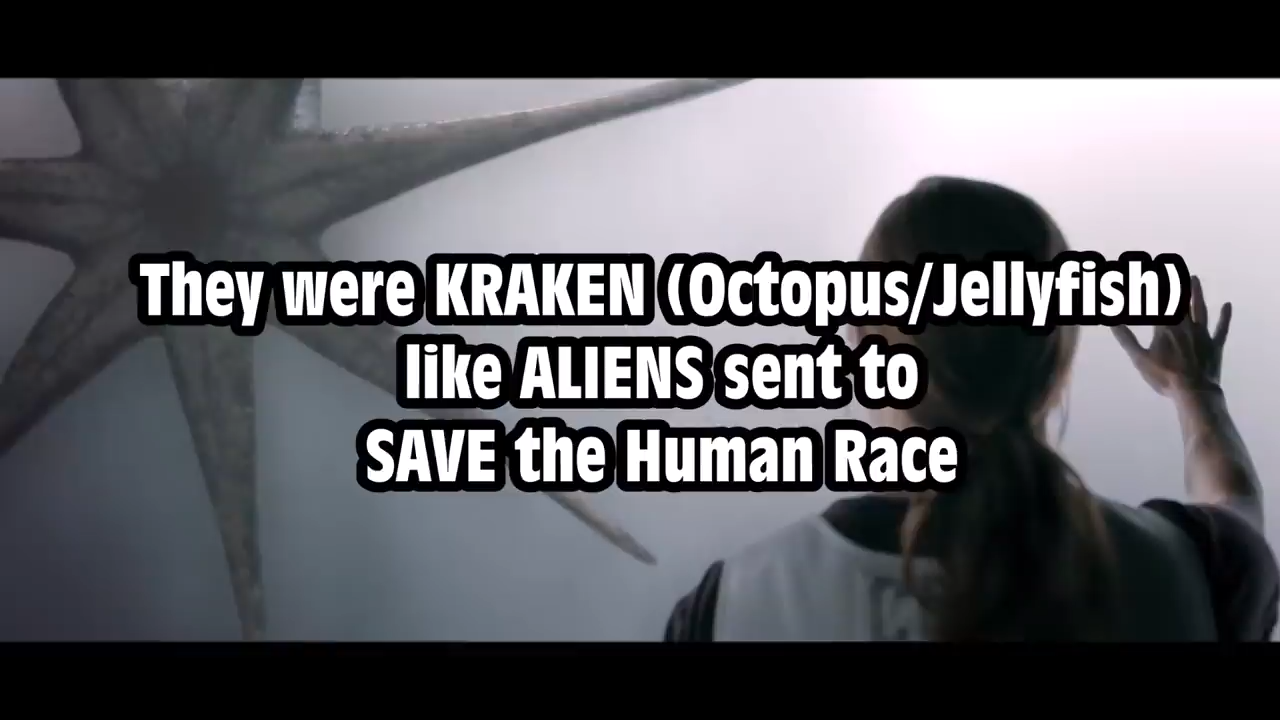 They were KRAKEN (Octopus/Jellyfish)
like ALIENS sent to
SAVE the Human Race